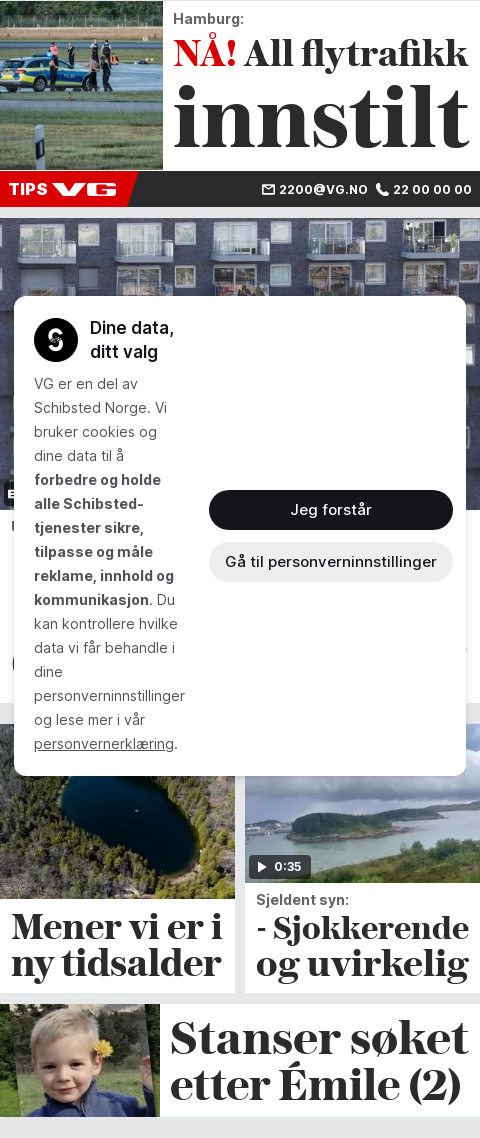 Hamburg:
NÅ! All flytrafikk
innstilt
TIPS VG
2200@VG.NO 22 00 00 00
Dine data,
ditt valg
VG er en del av
Schibsted Norge. Vi
bruker cookies og
dine data til å
forbedre og holde
alle Schibsted-
tjenester sikre,
tilpasse og måle
reklame, innhold og
kommunikasjon. Du
kan kontrollere hvilke
data vi får behandle i
dine
personverninnstillinger
og lese mer i vår
personvernerklæring.
Jeg forstår
Gå til personverninnstillinger
0:35
Mener vi er i
ny tidsalder
Sjeldent syn:
- Sjokkerende
og uvirkelig
Stanser søket
etter Émile (2)